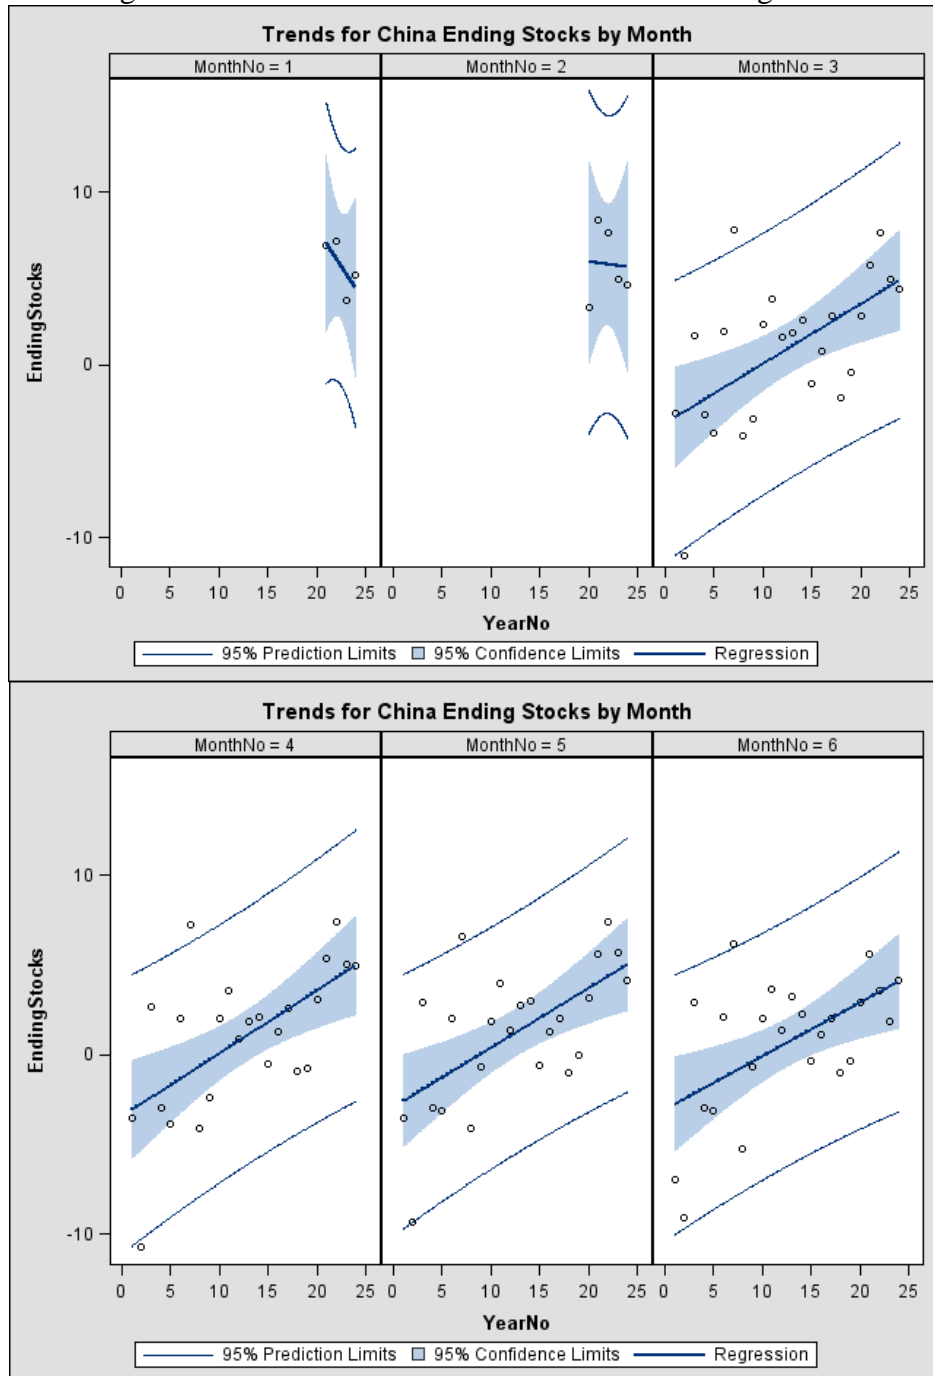 Trends for China Ending Stocks by Month
MonthNo = 1 MonthNo = 2 MonthNo = 3
10
0
-10
EndingStocks
0 5 10 15 20 25 0 5 10 15 20 25 0 5 10 15 20 25
YearNo
95% Prediction Limits 95% Confidence Limits Regression
Trends for China Ending Stocks by Month
MonthNo = 4 MonthNo = 5 MonthNo = 6
10
0
-10
EndingStocks
0 5 10 15 20 25 0 5 10 15 20 25 0 5 10 15 20 25
YearNo
95% Prediction Limits 95% Confidence Limits Regression